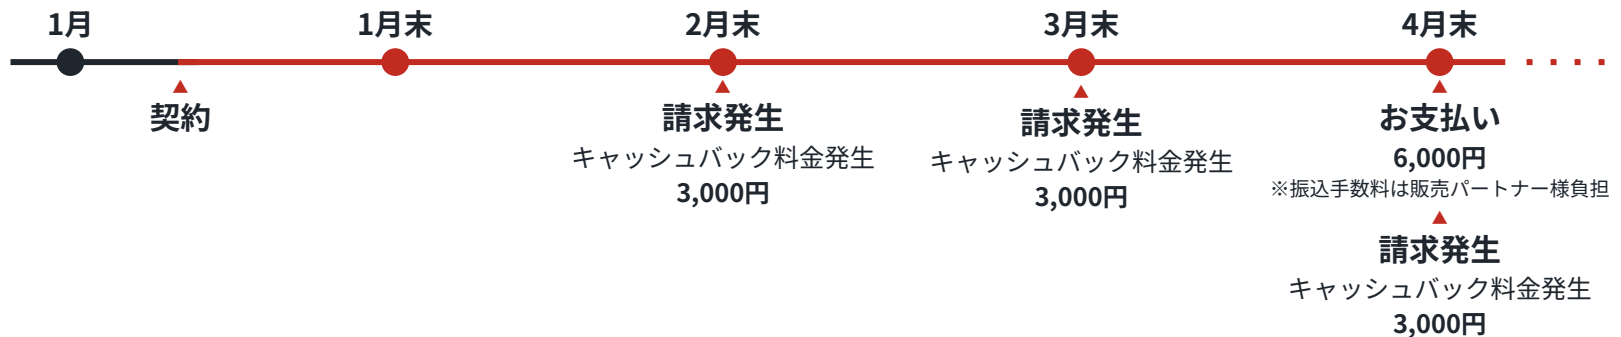 1月
1月末
2月末
3月末
4月末
契約
請求発生
キャッシュバック料金発生
3,000円
請求発生
キャッシュバック料金発生
3,000円
お支払い
6,000円
※振込手数料は販売パートナー様負担
請求発生
キャッシュバック料金発生
3,000円